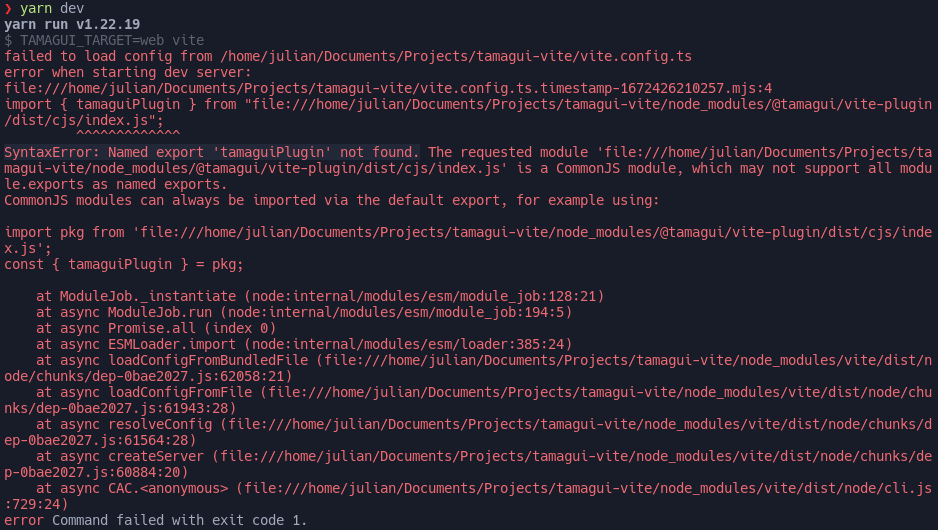 ❯ yarn dev
yarn run v1.22.19
$ TAMAGUI_TARGET=web vite
failed to load config from /home/julian/Documents/Projects/tamagui-vite/vite.config.ts
error when starting dev server:
file:///home/julian/Documents/Projects/tamagui-vite/vite.config.ts.timestamp-1672426210257.mjs:4
import { tamaguiPlugin } from "file:///home/julian/Documents/Projects/tamagui-vite/node_modules/@tamagui/vite-plugin
/dist/cjs/index.js";
         ^^^^^^^^^^^^^
SyntaxError: Named export 'tamaguiPlugin' not found. The requested module 'file:///home/julian/Documents/Projects/ta
magui-vite/node_modules/@tamagui/vite-plugin/dist/cjs/index.js' is a CommonJS module, which may not support all modu
le.exports as named exports.
CommonJS modules can always be imported via the default export, for example using:

import pkg from 'file:///home/julian/Documents/Projects/tamagui-vite/node_modules/@tamagui/vite-plugin/dist/cjs/inde
x.js';
const { tamaguiPlugin } = pkg;

    at ModuleJob._instantiate (node:internal/modules/esm/module_job:128:21)
    at async ModuleJob.run (node:internal/modules/esm/module_job:194:5)
    at async Promise.all (index 0)
    at async ESMLoader.import (node:internal/modules/esm/loader:385:24)
    at async loadConfigFromBundledFile (file:///home/julian/Documents/Projects/tamagui-vite/node_modules/vite/dist/n
ode/chunks/dep-0bae2027.js:62058:21)
    at async loadConfigFromFile (file:///home/julian/Documents/Projects/tamagui-vite/node_modules/vite/dist/node/chu
nks/dep-0bae2027.js:61943:28)
    at async resolveConfig (file:///home/julian/Documents/Projects/tamagui-vite/node_modules/vite/dist/node/chunks/d
ep-0bae2027.js:61564:28)
    at async createServer (file:///home/julian/Documents/Projects/tamagui-vite/node_modules/vite/dist/node/chunks/de
p-0bae2027.js:60884:20)
    at async CAC.<anonymous> (file:///home/julian/Documents/Projects/tamagui-vite/node_modules/vite/dist/node/cli.js
:729:24)
error Command failed with exit code 1.